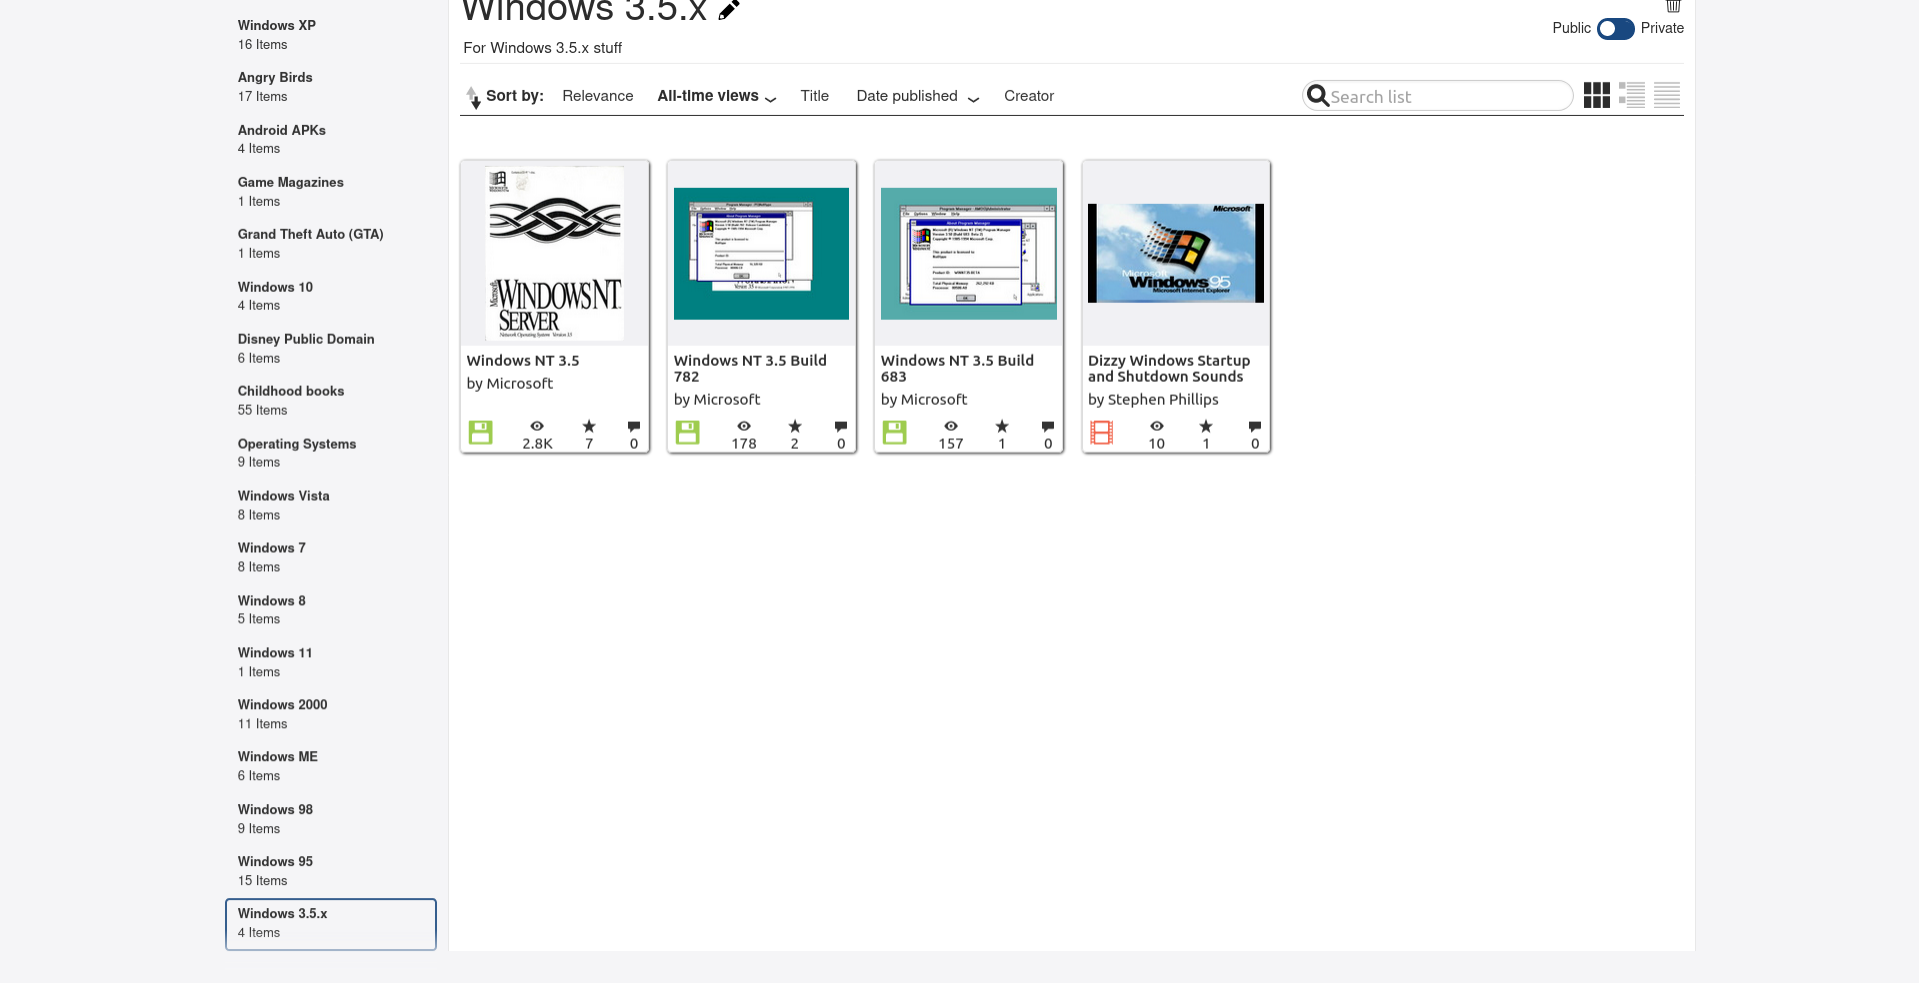 Windows XP
16 Items
Angry Birds
17 Items
Android APKs
4 Items
Game Magazines
1 Items
Grand Theft Auto (GTA)
1 Items
Windows 10
4 Items
Disney Public Domain
6 Items
Childhood books
55 Items
Operating Systems
9 Items
Windows Vista
8 Items
Windows 7
8 Items
Windows 8
5 Items
Windows 11
1 Items
Windows 2000
11 Items
Windows ME
6 Items
Windows 98
9 Items
Windows 95
15 Items
Windows 3.5.x
4 Items
Windows 3.5.x
For Windows 3.5.x stuff
Public Private
Sort by: Relevance All-time views Title Date published Creator
Search list
Microsoft
WINDOWS NT
SERVER
Network Operating System Version 3.5
Windows NT 3.5
by Microsoft
2.8K 7 0
Windows NT 3.5 Build
782
by Microsoft
178 2 0
Windows NT 3.5 Build
683
by Microsoft
157 1 0
Microsoft
Microsoft
Windows 95
Microsoft Internet Explorer
Dizzy Windows Startup
and Shutdown Sounds
by Stephen Phillips
10 1 0